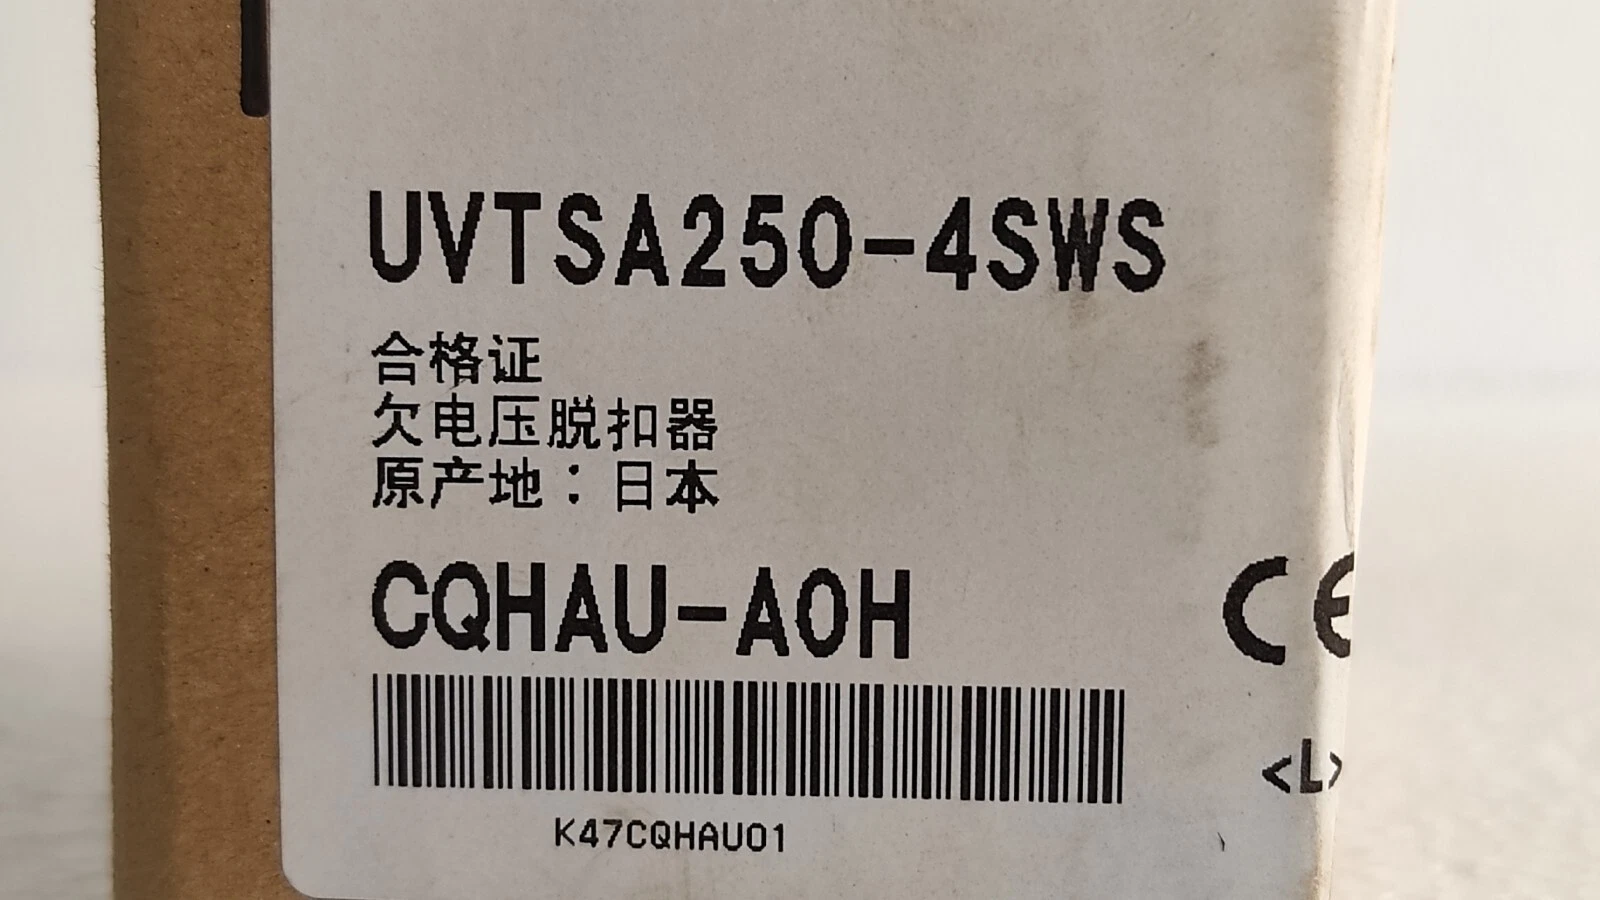 UVTSA250-4SWS
合格证
欠电压脱扣器
原产地：日本
CQHAU-A0H
CE
<L>
K47CQHAU01